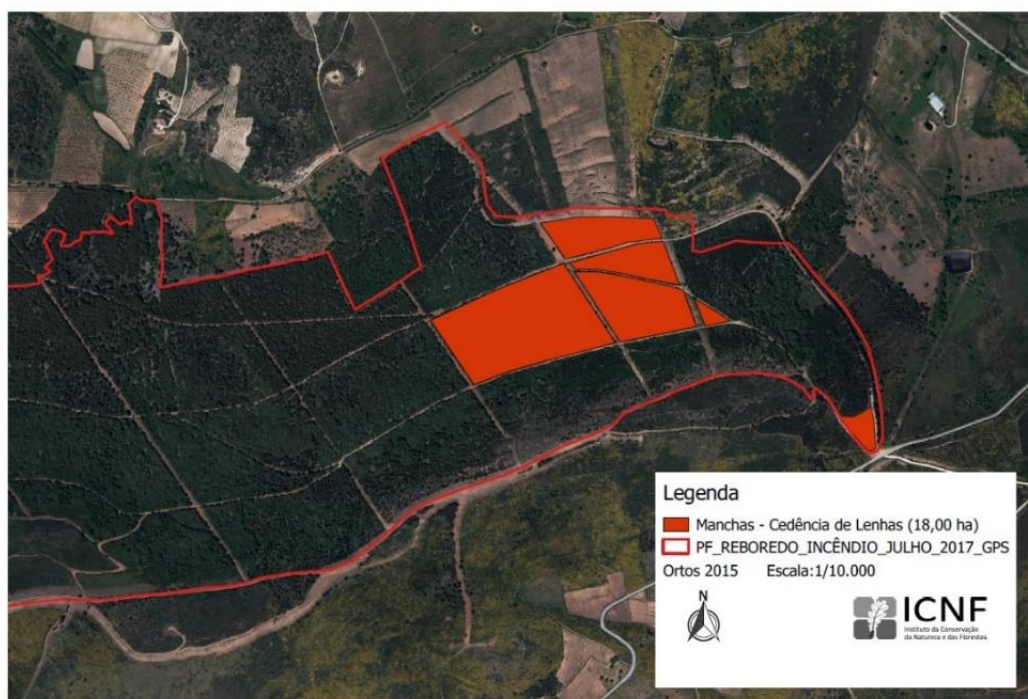 Legenda
Manchas - Cedência de Lenhas (18,00 ha)
PF_REBOREDO_INCÊNDIO_JULHO_2017_GPS
Ortos 2015 Escala:1/10.000
N
ICNF
Instituto da Conservação
da Natureza e das Florestas